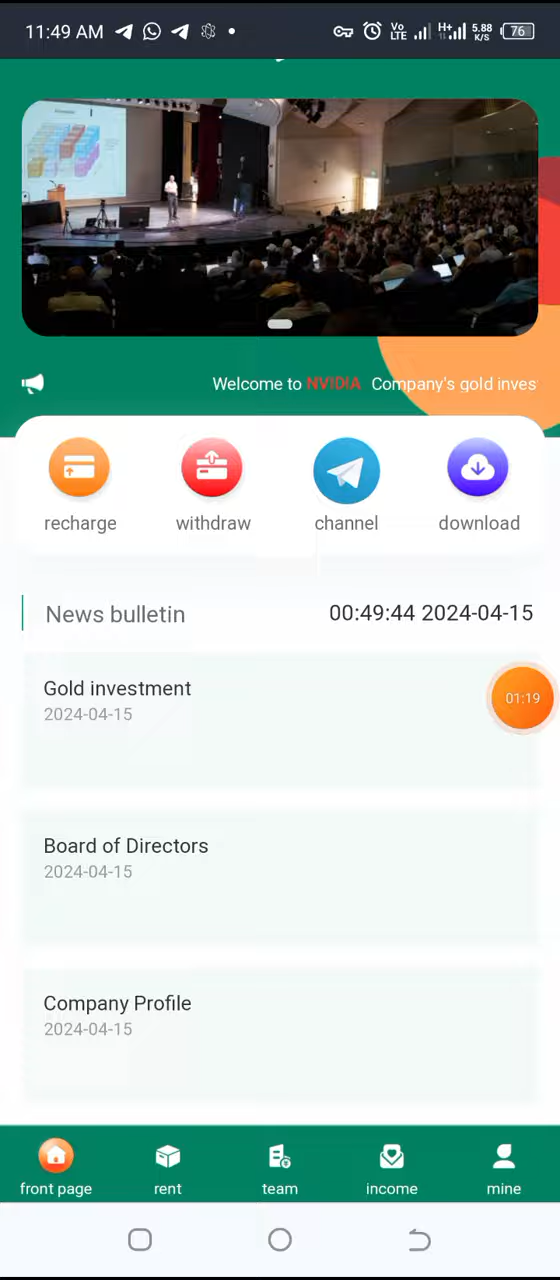 11:49 AM
Vo LTE H+ 5.88 K/S 76
Welcome to NVIDIA Company's gold inves
recharge withdraw channel download
News bulletin 00:49:44 2024-04-15
Gold investment
2024-04-15
01:19
Board of Directors
2024-04-15
Company Profile
2024-04-15
front page rent team income mine